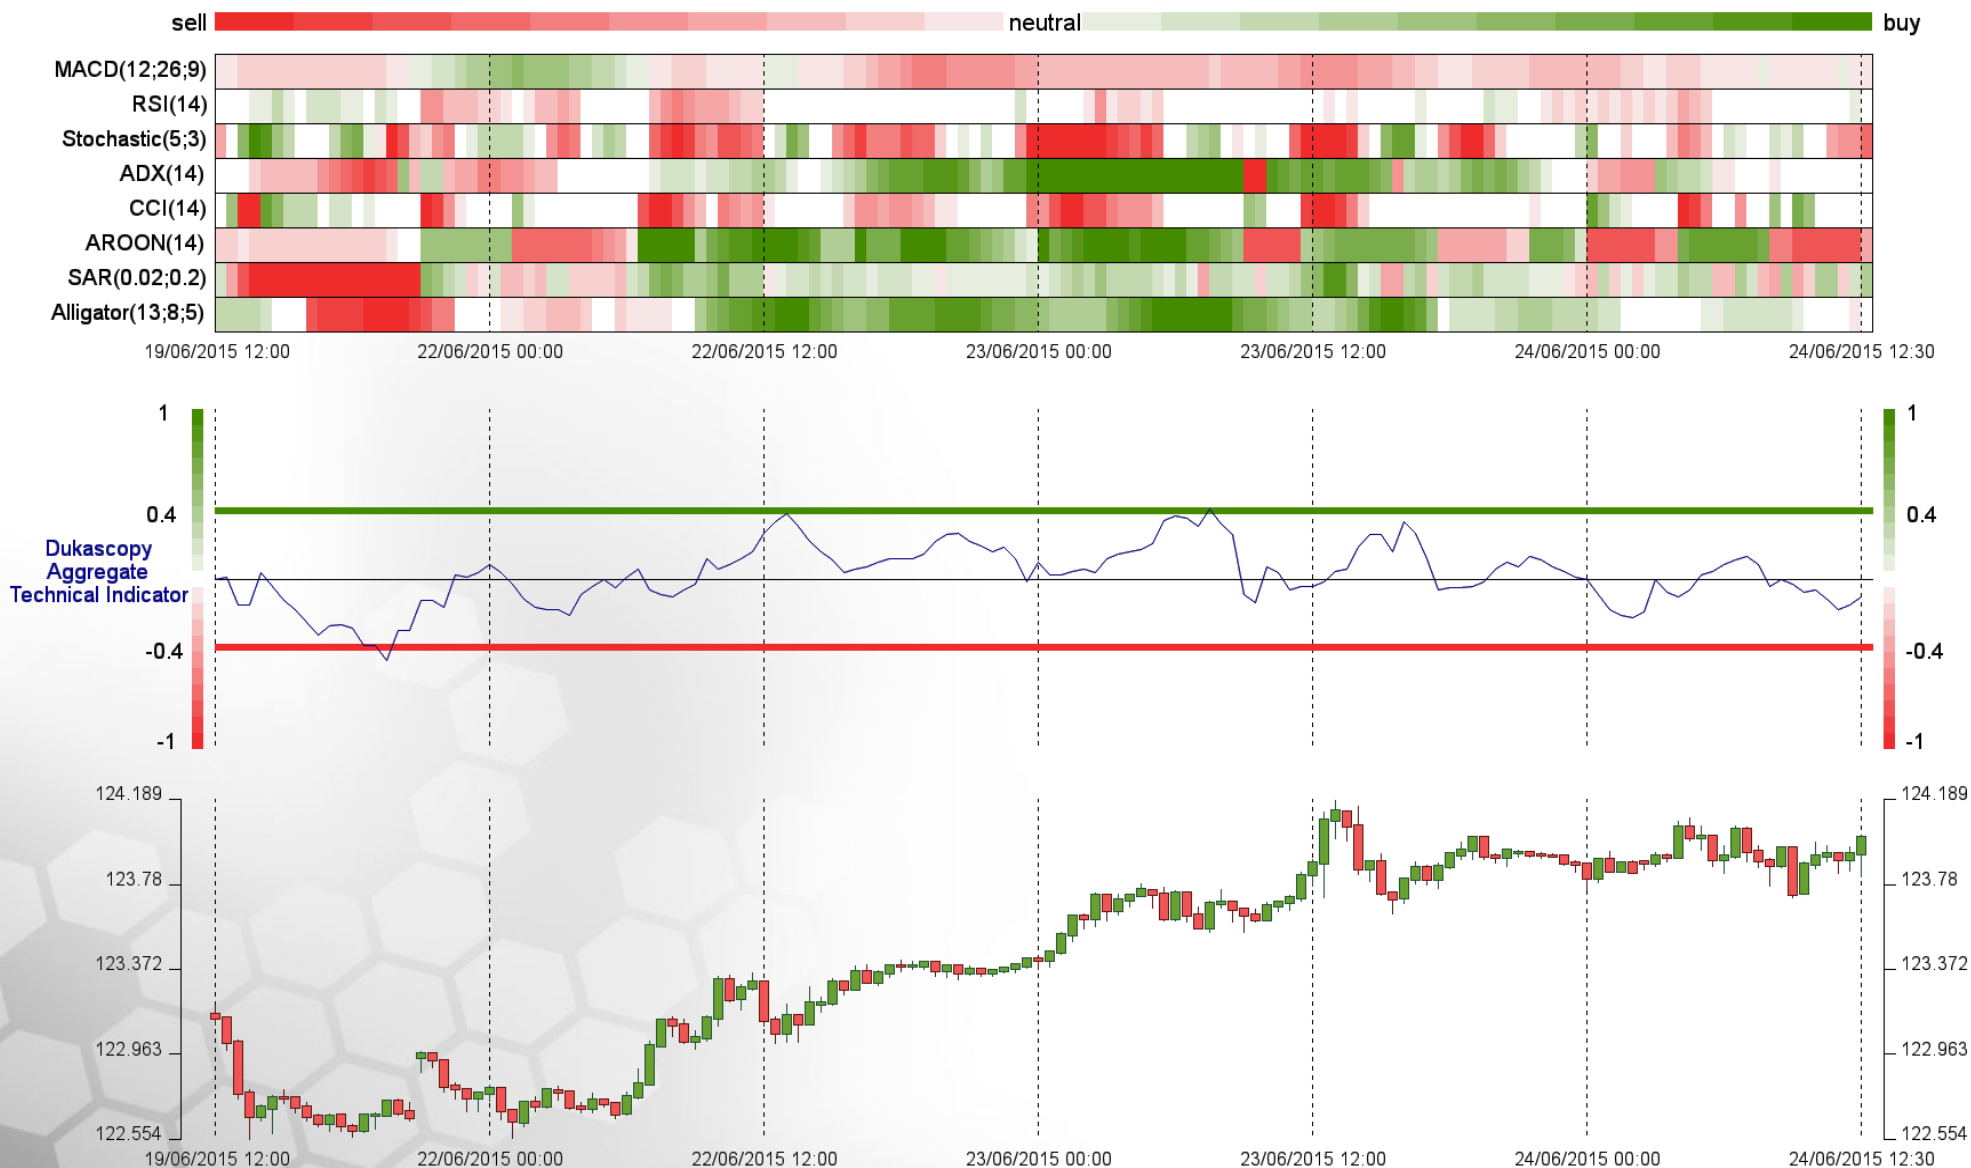 sell neutral buy
MACD(12;26;9)
RSI(14)
Stochastic(5;3)
ADX(14)
CCI(14)
AROON(14)
SAR(0.02;0.2)
Alligator(13;8;5)
19/06/2015 12:00 22/06/2015 00:00 22/06/2015 12:00 23/06/2015 00:00 23/06/2015 12:00 24/06/2015 00:00 24/06/2015 12:30
1 1
0.4 0.4
Dukascopy
Aggregate
Technical Indicator
-0.4 -0.4
-1 -1
124.189 124.189
123.78 123.78
123.372 123.372
122.963 122.963
122.554 122.554
19/06/2015 12:00 22/06/2015 00:00 22/06/2015 12:00 23/06/2015 00:00 23/06/2015 12:00 24/06/2015 00:00 24/06/2015 12:30